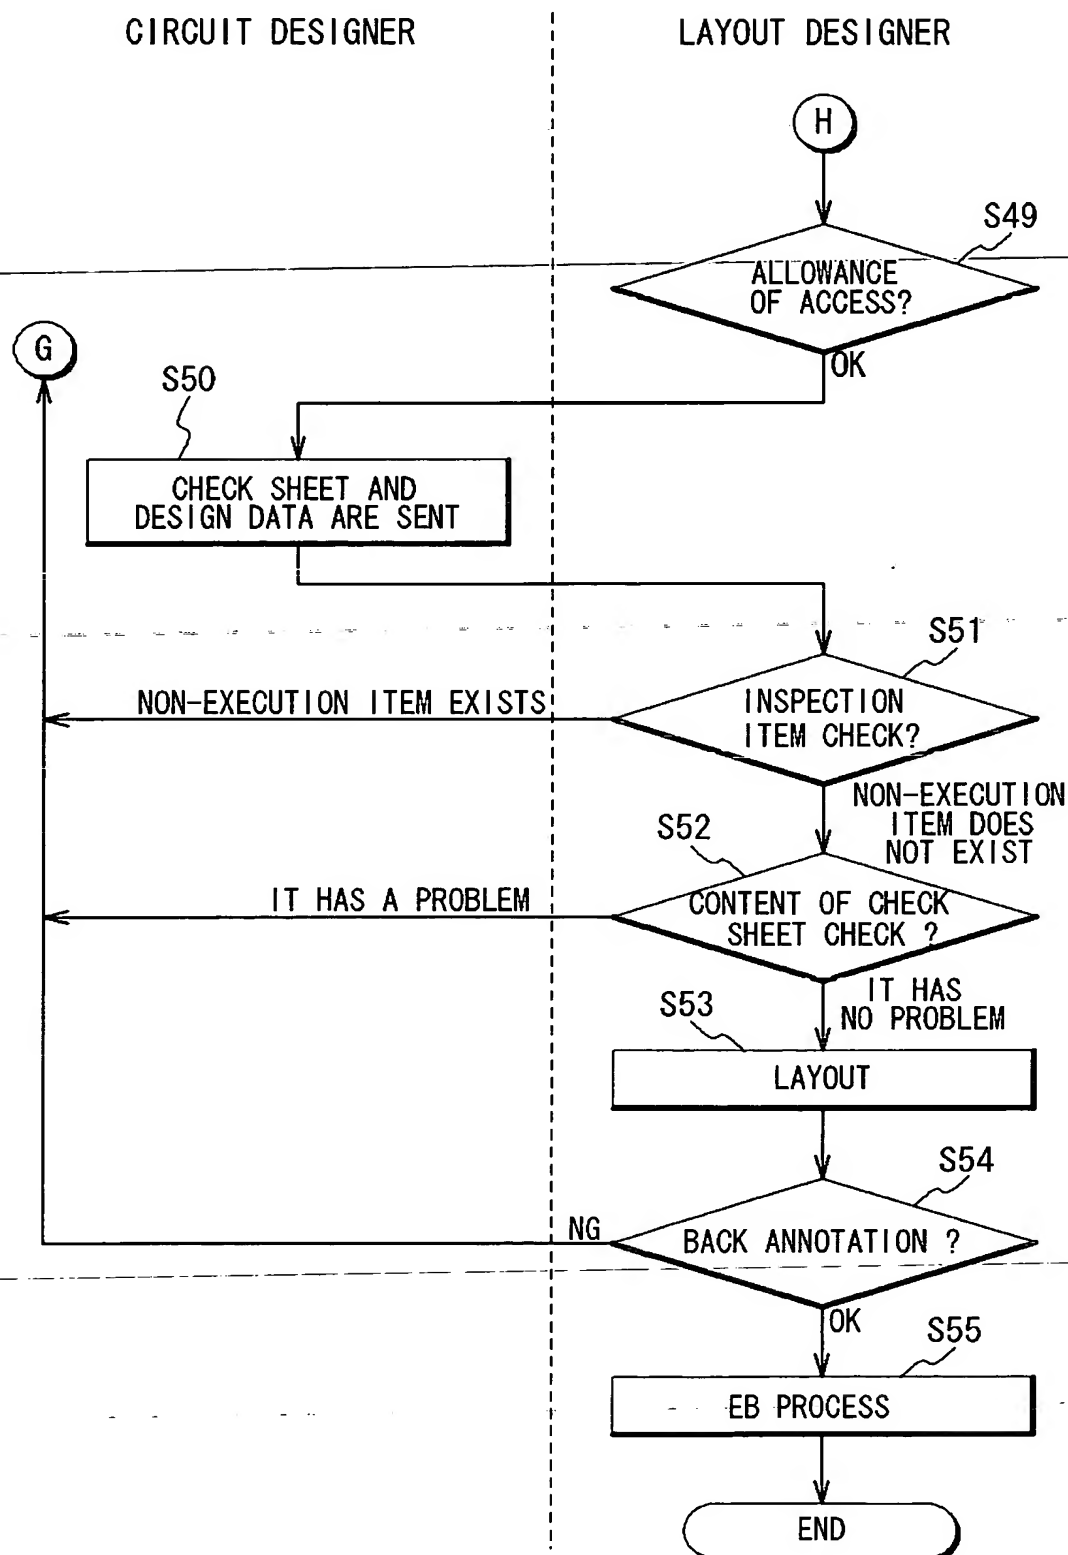 CIRCUIT DESIGNER
LAYOUT DESIGNER
H
S49
ALLOWANCE
OF ACCESS?
OK
G
S50
CHECK SHEET AND
DESIGN DATA ARE SENT
S51
INSPECTION
ITEM CHECK?
NON-EXECUTION ITEM EXISTS
NON-EXECUTION
ITEM DOES
NOT EXIST
S52
CONTENT OF CHECK
SHEET CHECK ?
IT HAS A PROBLEM
IT HAS
NO PROBLEM
S53
LAYOUT
S54
BACK ANNOTATION ?
NG
OK
S55
EB PROCESS
END